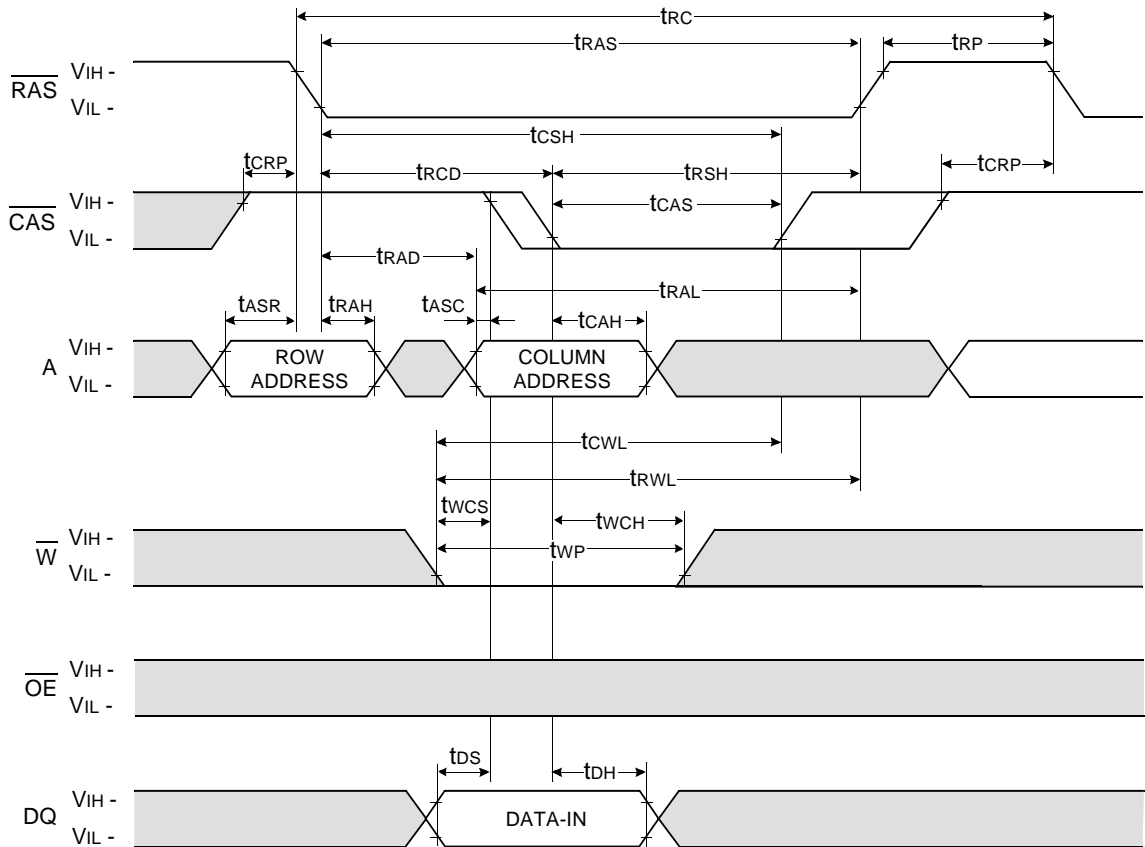 tRC
tRAS
tRP
RAS
VIH -
VIL -
tCSH
tCRP
tRCD
tRSH
tCRP
CAS
VIH -
VIL -
tCAS
tRAD
tRAL
tASR
tRAH
tASC
tCAH
A
VIH -
VIL -
ROW
ADDRESS
COLUMN
ADDRESS
tCWL
tRWL
tWCS
tWCH
W
VIH -
VIL -
tWP
OE
VIH -
VIL -
tDS
tDH
DQ
VIH -
VIL -
DATA-IN